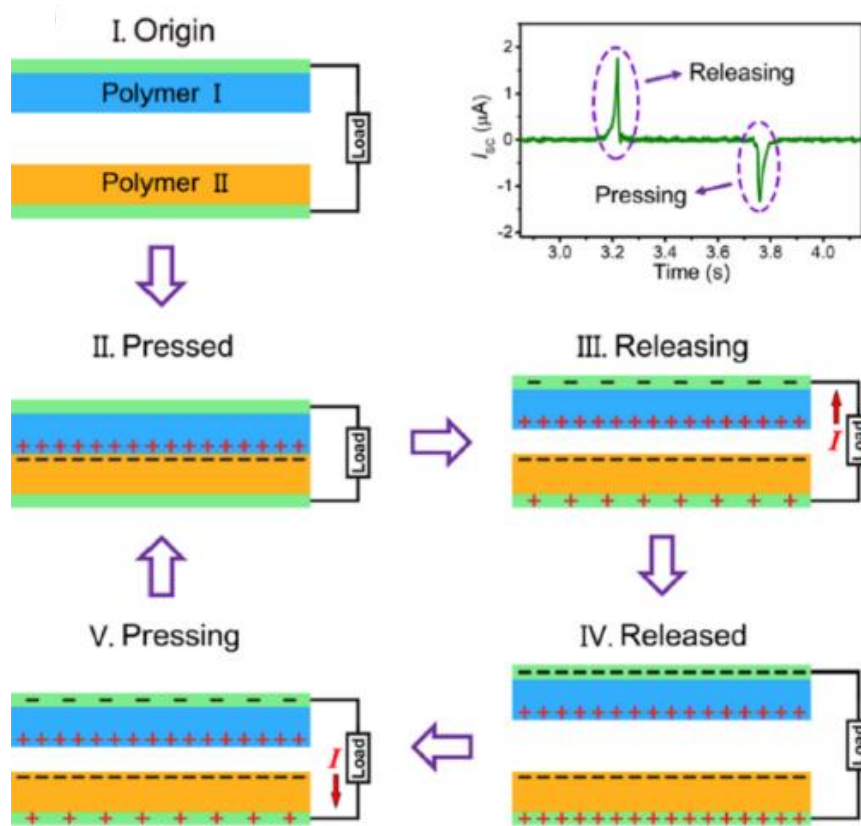 I. Origin
Polymer I
Polymer II
Load
2
1
0
-1
-2
I_sc (μA)
Releasing
Pressing
3.0 3.2 3.4 3.6 3.8 4.0
Time (s)
II. Pressed
Load
III. Releasing
I
Load
V. Pressing
I
Load
IV. Released
Load